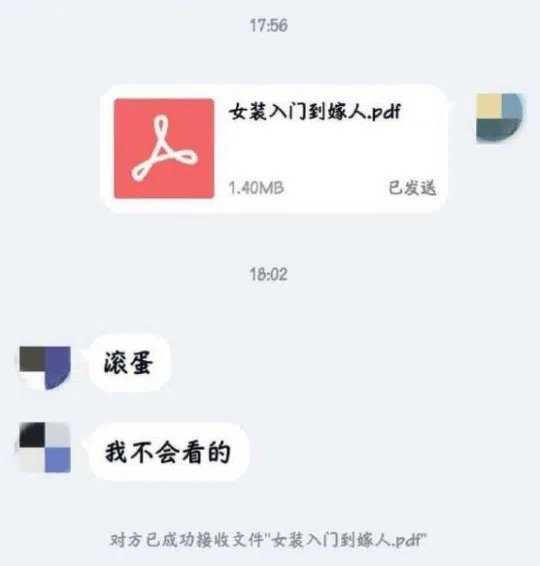 17:56
女装入门到嫁人.pdf
1.40MB 已发送
18:02
滚蛋
我不会看的
对方已成功接收文件"女装入门到嫁人.pdf"